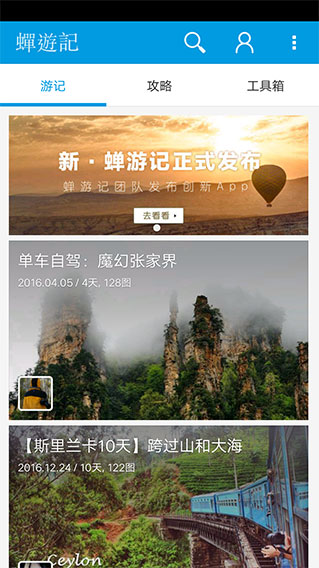 蟬遊記
游记
攻略
工具箱
新·蝉游记正式发布
蝉游记团队发布创新App
去看看
单车自驾：魔幻张家界
2016.04.05 / 4天, 128图
【斯里兰卡10天】跨过山和大海
2016.12.24 / 10天, 122图
Ceylon